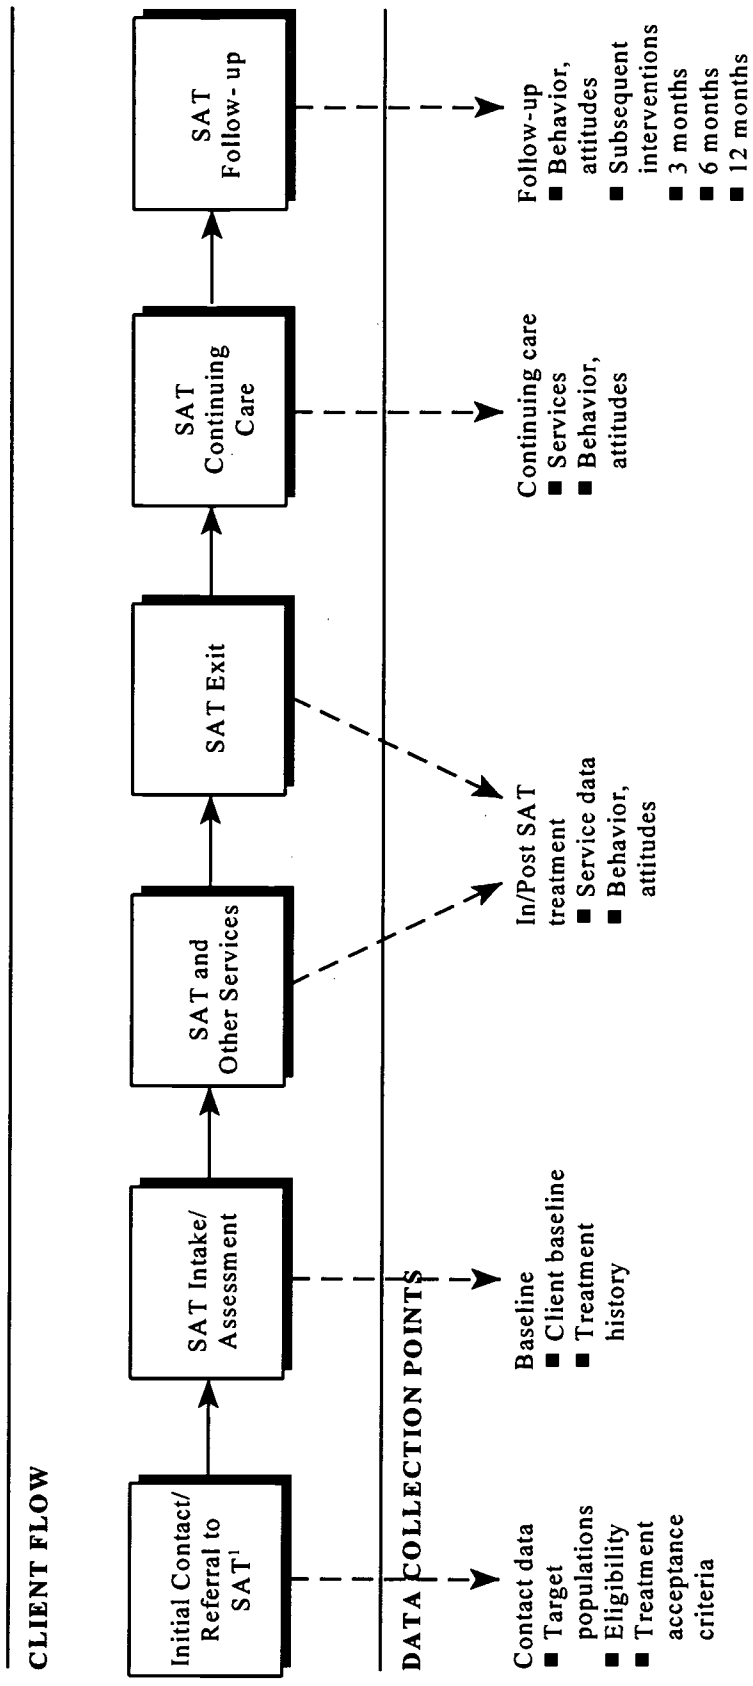 CLIENT FLOW
Initial Contact/
Referral to
SAT¹
SAT Intake/
Assessment
SAT and
Other Services
SAT Exit
SAT
Continuing
Care
SAT
Follow-up
DATA COLLECTION POINTS
Contact data
■ Target
populations
■ Eligibility
■ Treatment
acceptance
criteria
Baseline
■ Client baseline
■ Treatment
history
In/Post SAT
treatment
■ Service data
■ Behavior,
attitudes
Continuing care
■ Services
■ Behavior,
attitudes
Follow-up
■ Behavior,
attitudes
■ Subsequent
interventions
■ 3 months
■ 6 months
■ 12 months